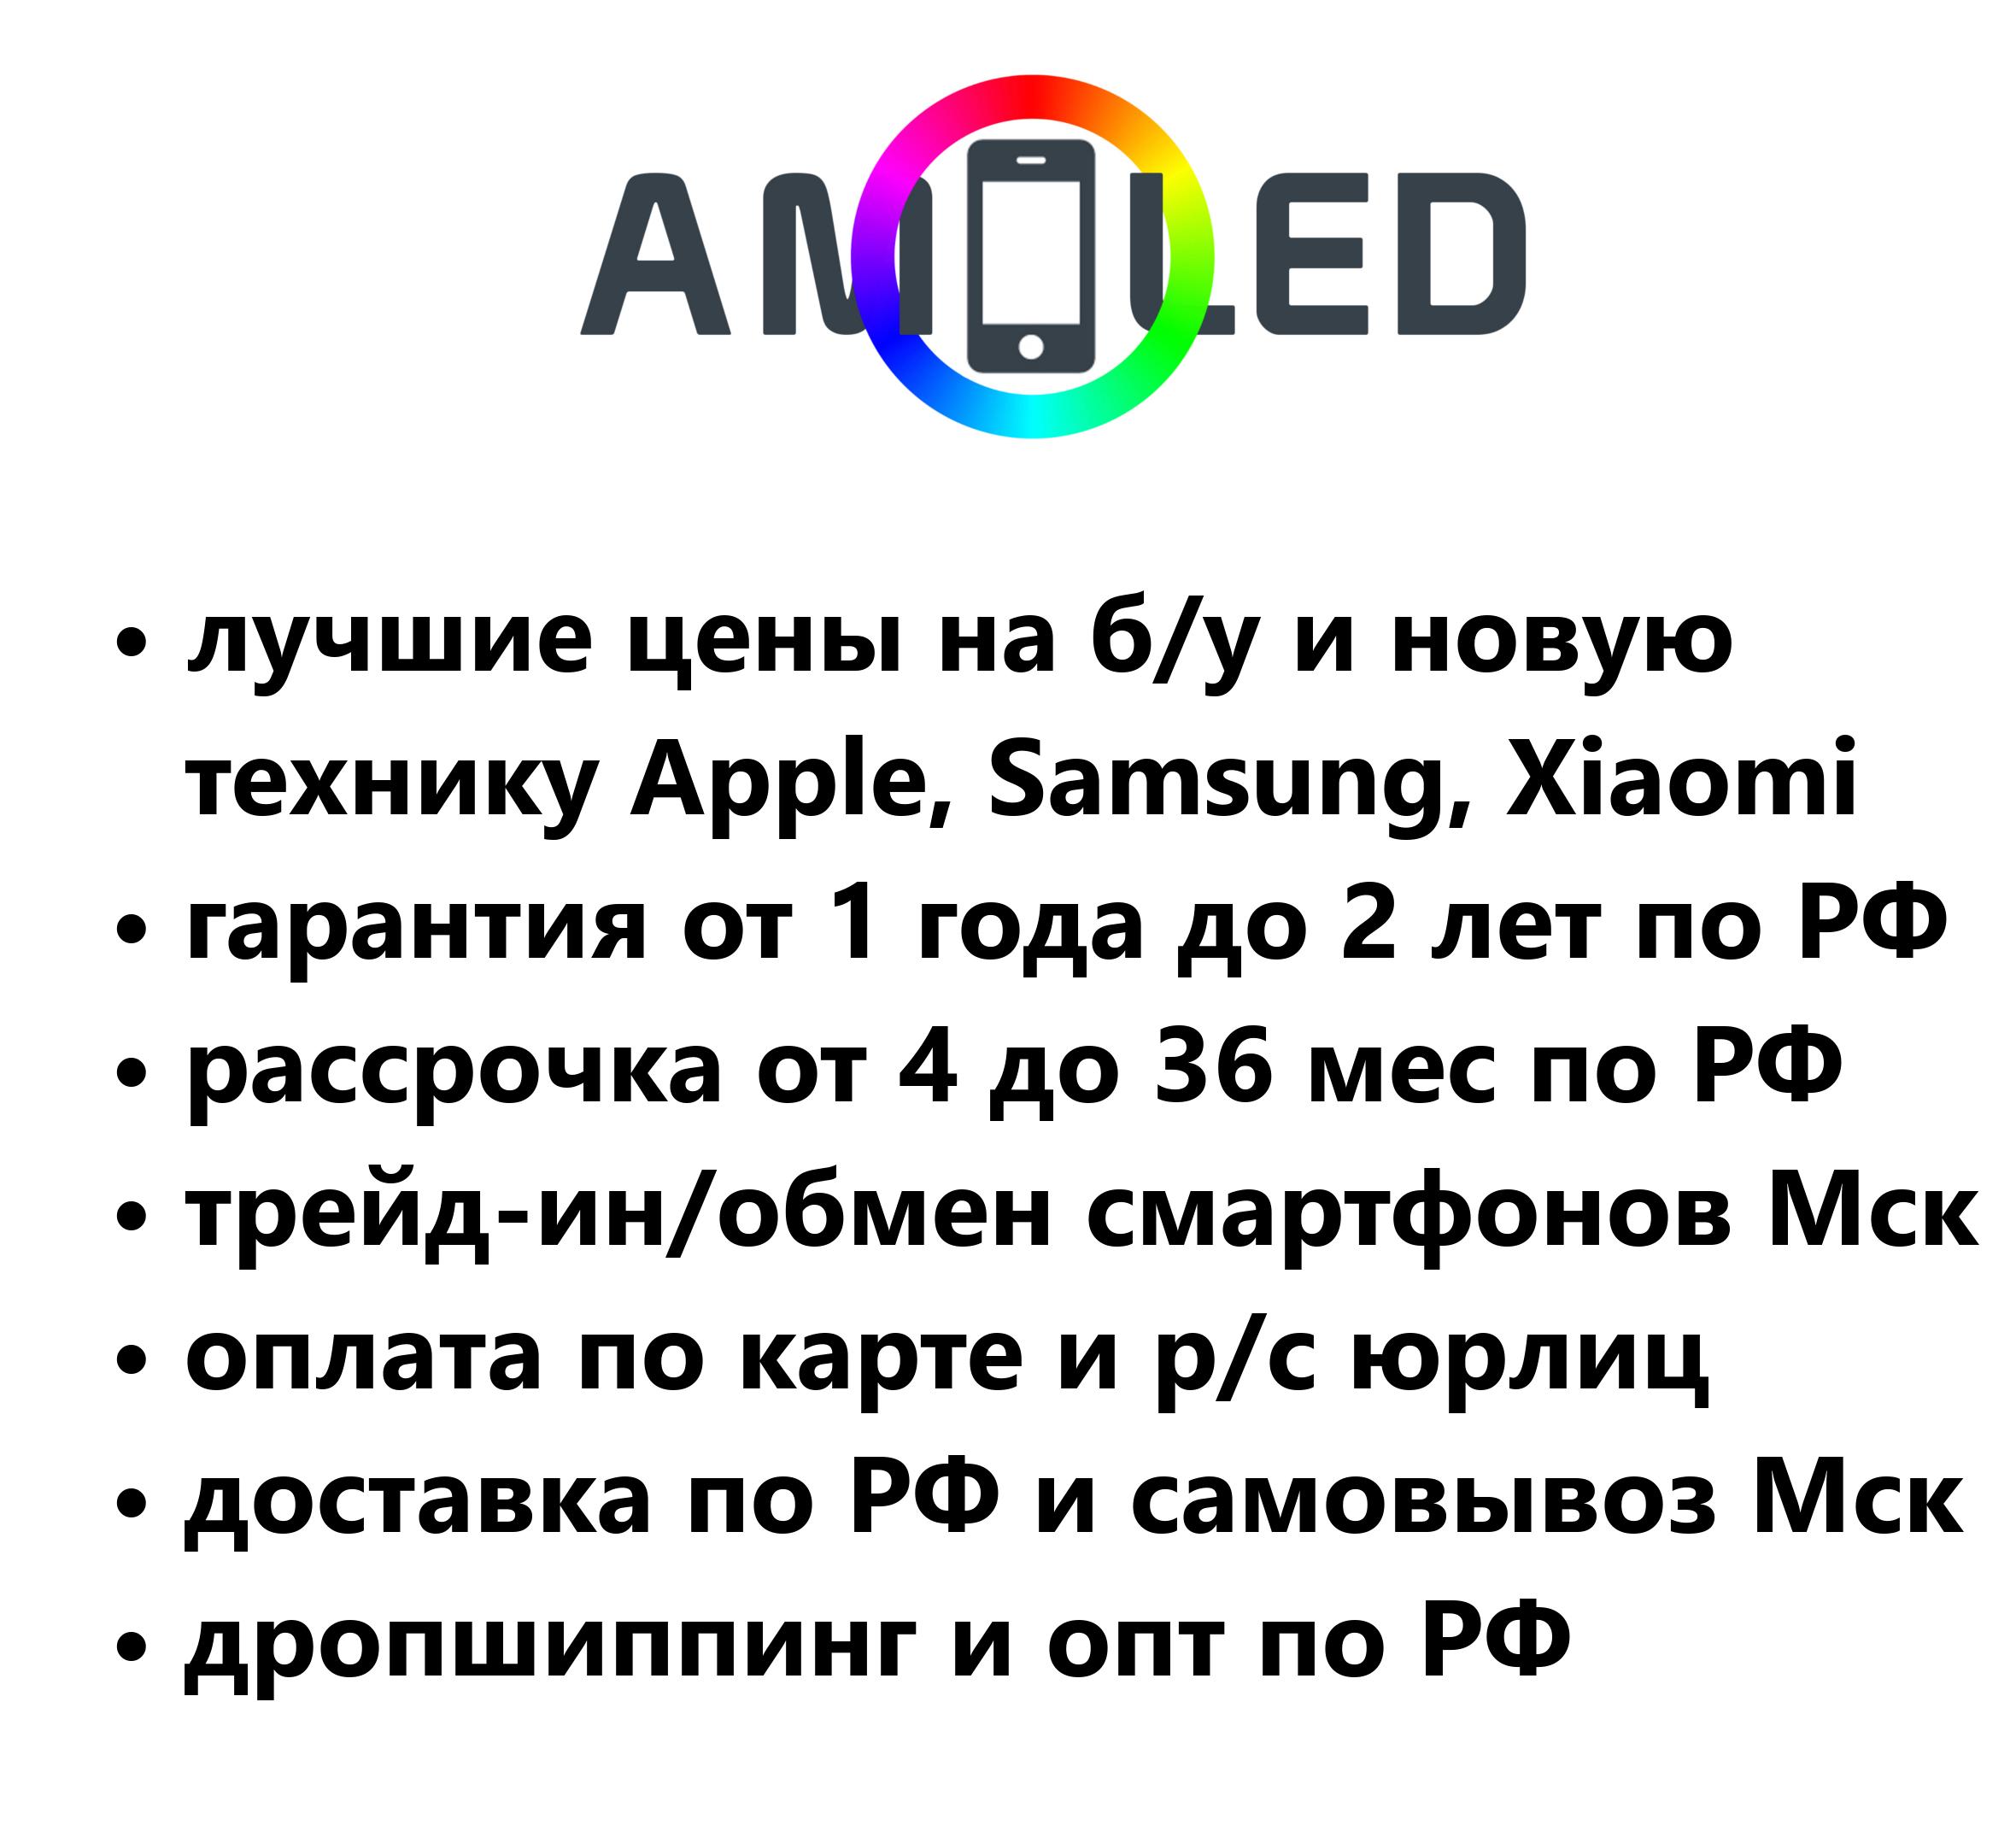 AMOLED
• лучшие цены на б/у и новую
технику Apple, Samsung, Xiaomi
• гарантия от 1 года до 2 лет по РФ
• рассрочка от 4 до 36 мес по РФ
• трейд-ин/обмен смартфонов Мск
• оплата по карте и р/с юрлиц
• доставка по РФ и самовывоз Мск
• дропшиппинг и опт по РФ